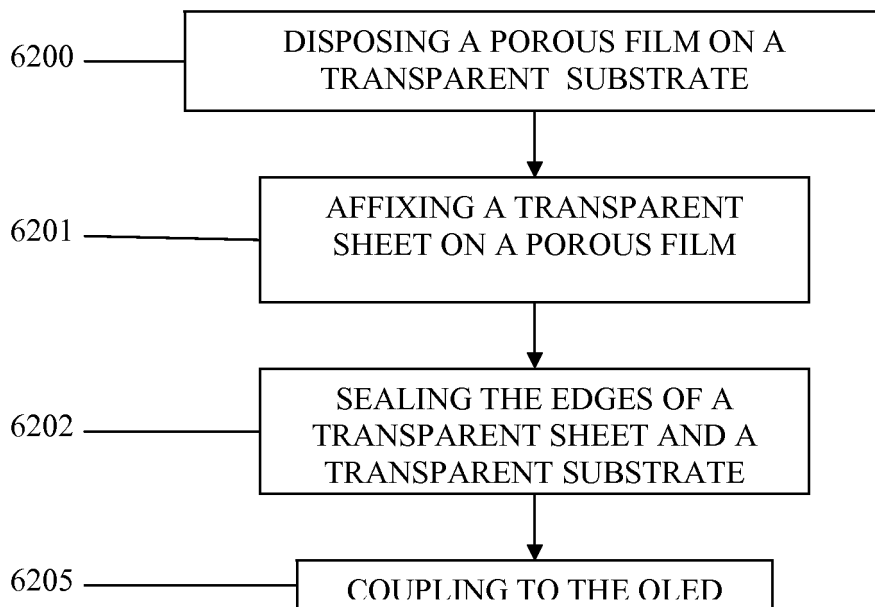 6200
DISPOSING A POROUS FILM ON A
TRANSPARENT SUBSTRATE
6201
AFFIXING A TRANSPARENT
SHEET ON A POROUS FILM
6202
SEALING THE EDGES OF A
TRANSPARENT SHEET AND A
TRANSPARENT SUBSTRATE
6205
COUPLING TO THE OLED